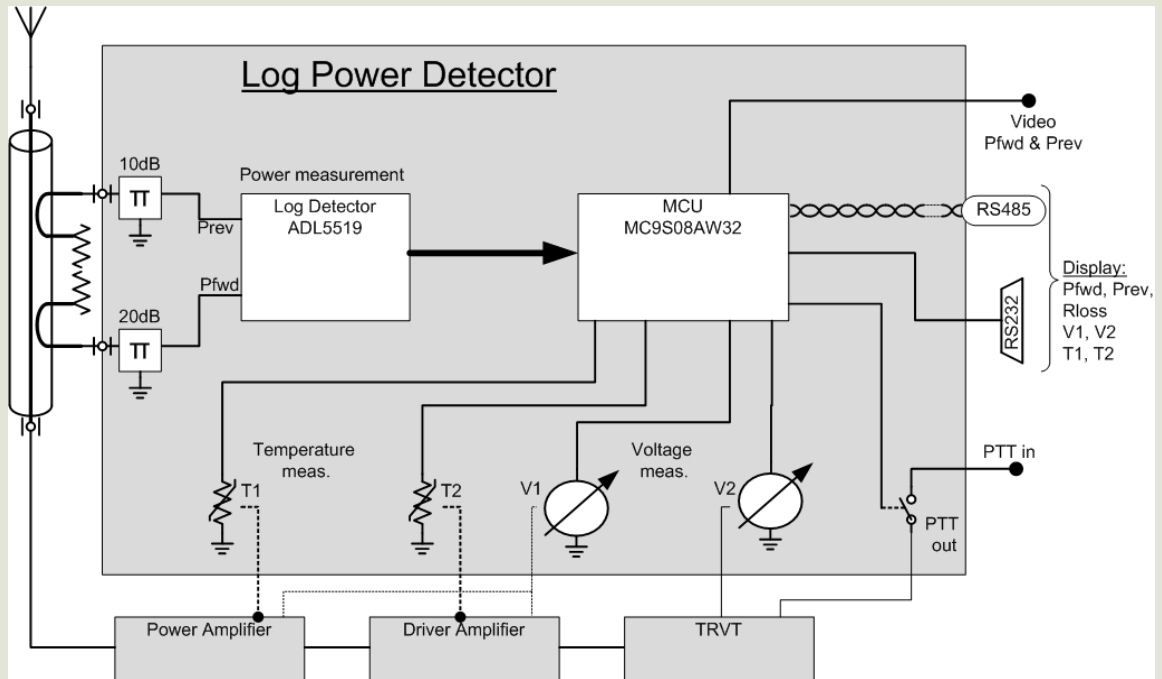 Log Power Detector
Video
Pfwd & Prev
10dB
Power measurement
Log Detector
ADL5519
MCU
MC9S08AW32
RS485
Prev
Pfwd
Display:
Pfwd, Prev,
Rloss
V1, V2
T1, T2
20dB
RS232
π
π
Temperature
meas.
Voltage
meas.
PTT in
T1
T2
V1
V2
PTT
out
Power Amplifier
Driver Amplifier
TRVT